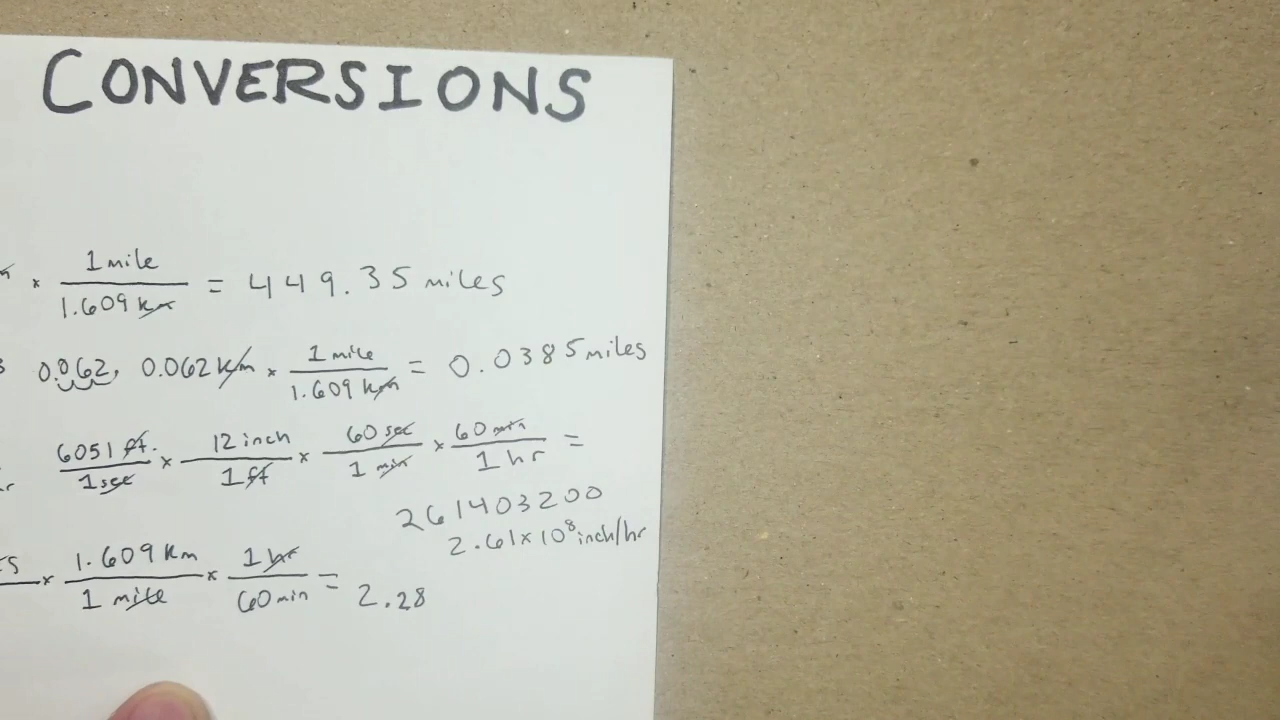 CONVERSIONS
× 1 mile / 1.609 km = 449.35 miles
0.062, 0.062 km × 1 mile / 1.609 km = 0.0385 miles
6051 ft. / 1 sec × 12 inch / 1 ft × 60 sec / 1 min × 60 min / 1 hr =
261403200
2.61 × 10⁸ inch/hr
× 1.609 km / 1 mile × 1 hr / 60 min = 2.28